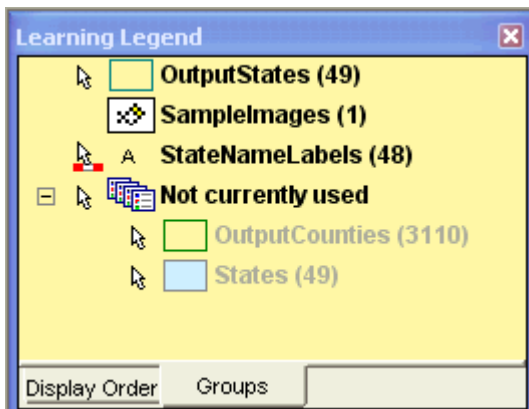 Learning Legend
OutputStates (49)
SampleImages (1)
A StateNameLabels (48)
Not currently used
OutputCounties (3110)
States (49)
Display Order Groups